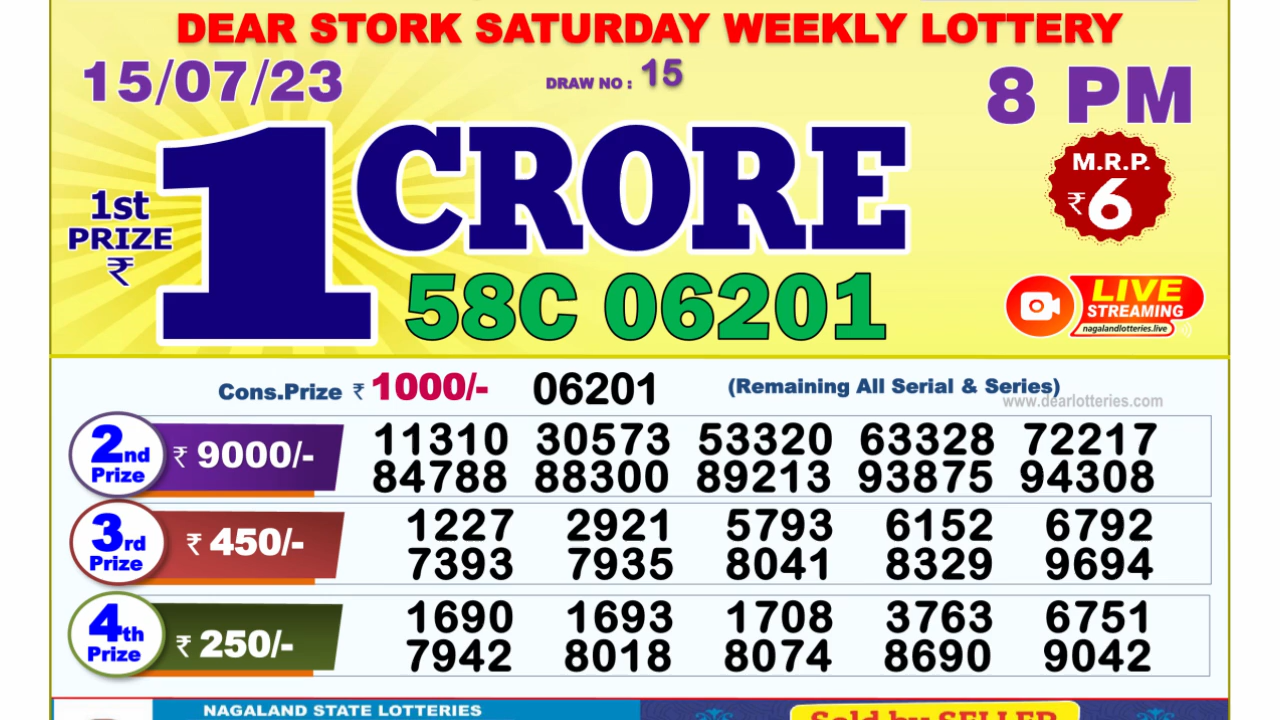 DEAR STORK SATURDAY WEEKLY LOTTERY
15/07/23
DRAW NO : 15
8 PM
1st PRIZE ₹
1 CRORE
58C 06201
M.R.P.
₹ 6
LIVE
STREAMING
nagalandlotteries.live
Cons.Prize ₹ 1000/- 06201 (Remaining All Serial & Series)
www.dearlotteries.com
2nd Prize ₹ 9000/-
11310 30573 53320 63328 72217
84788 88300 89213 93875 94308
3rd Prize ₹ 450/-
1227 2921 5793 6152 6792
7393 7935 8041 8329 9694
4th Prize ₹ 250/-
1690 1693 1708 3763 6751
7942 8018 8074 8690 9042
NAGALAND STATE LOTTERIES
Sold by SELLER